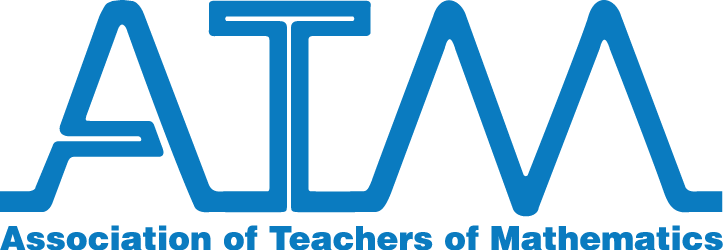 ATM
Association of Teachers of Mathematics